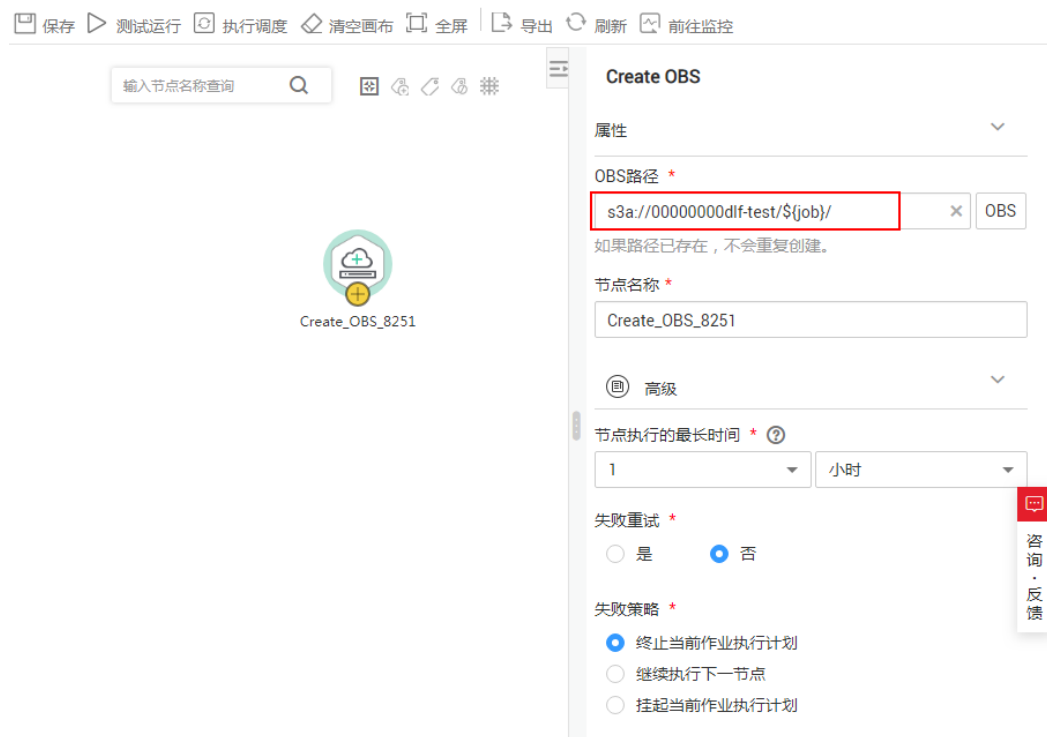 保存 测试运行 执行调度 清空画布 全屏 导出 刷新 前往监控
输入节点名称查询
Create_OBS_8251
Create OBS
属性
OBS路径 *
s3a://00000000dlf-test/${job}/ OBS
如果路径已存在，不会重复创建。
节点名称 *
Create_OBS_8251
高级
节点执行的最长时间 *
1 小时
失败重试 *
是 否
失败策略 *
终止当前作业执行计划
继续执行下一节点
挂起当前作业执行计划
咨询·反馈